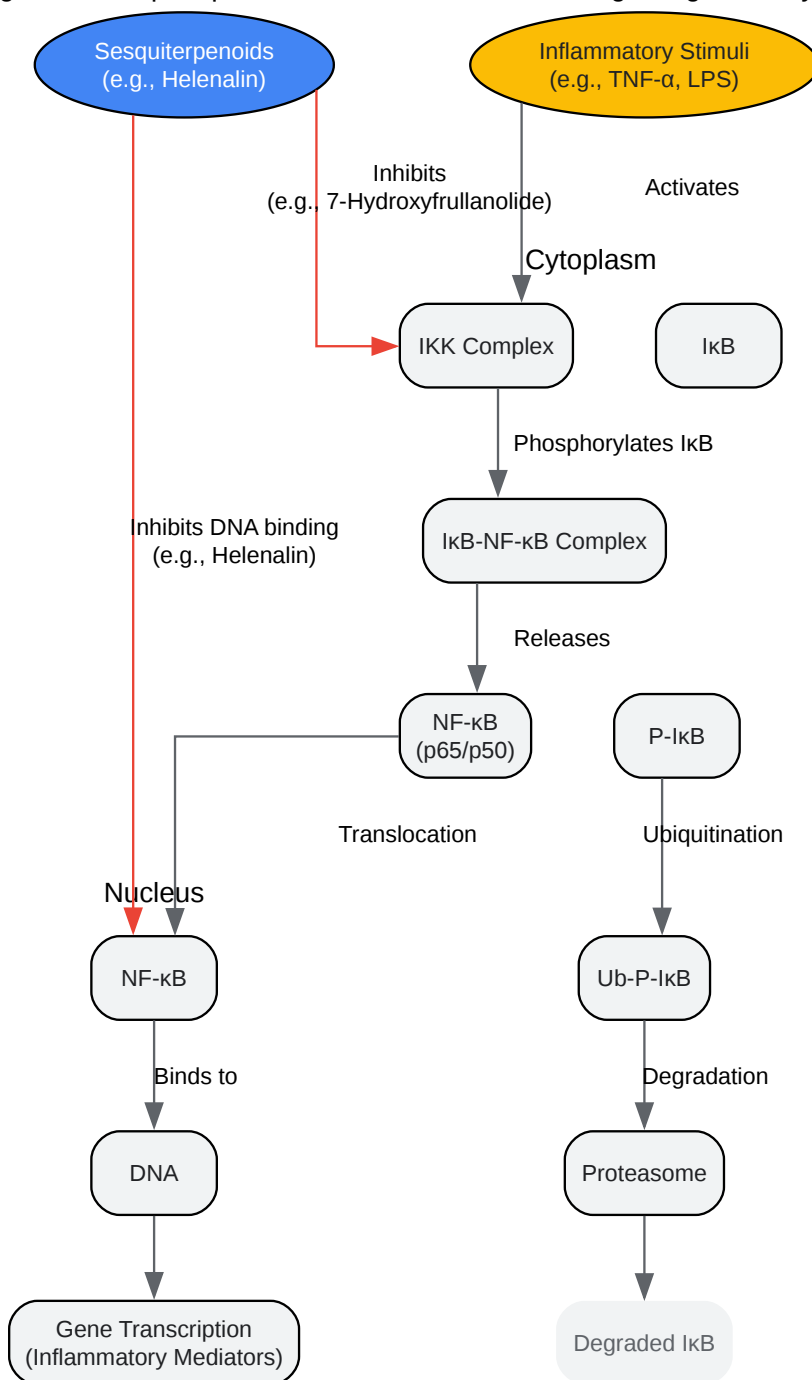 Sesquiterpenoids
(e.g., Helenalin)
Inflammatory Stimuli
(e.g., TNF-α, LPS)
Inhibits
(e.g., 7-Hydroxyfrullanolide)
Activates
Cytoplasm
IKK Complex
IκB
Phosphorylates IκB
IκB-NF-κB Complex
Inhibits DNA binding
(e.g., Helenalin)
Releases
NF-κB
(p65/p50)
P-IκB
Translocation
Ubiquitination
Nucleus
NF-κB
Ub-P-IκB
Binds to
Degradation
DNA
Proteasome
Gene Transcription
(Inflammatory Mediators)
Degraded IκB